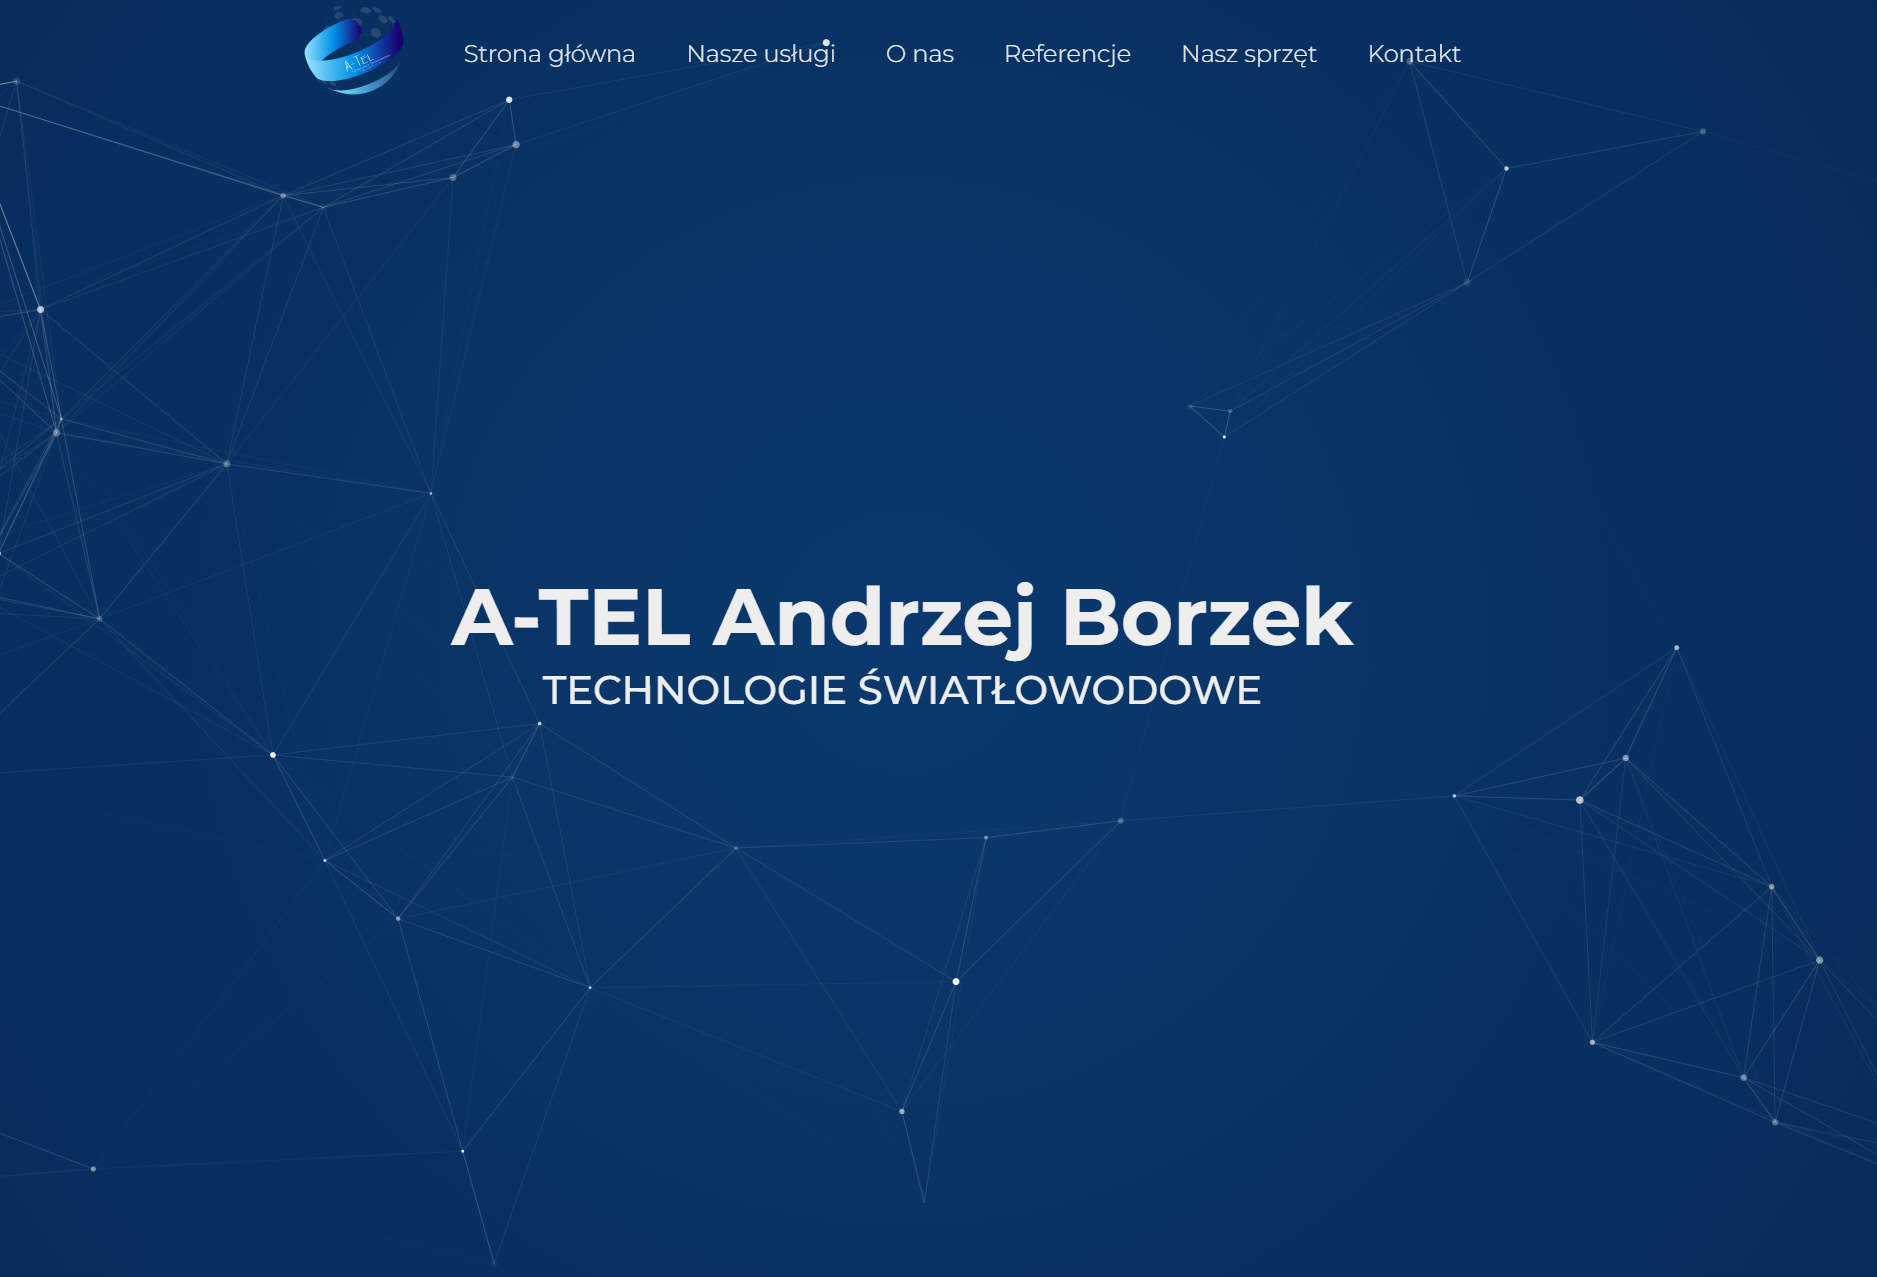 A-TEL
Strona główna Nasze usługi O nas Referencje Nasz sprzęt Kontakt
A-TEL Andrzej Borzek
TECHNOLOGIE ŚWIATŁOWODOWE